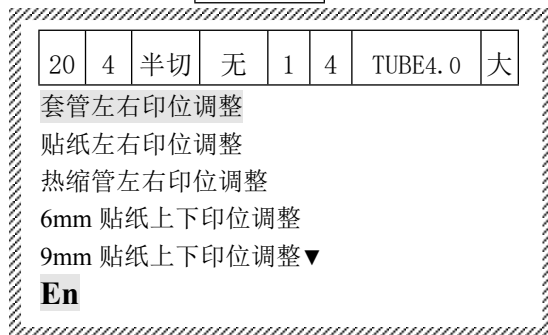 20 4 半切 无 1 4 TUBE4.0 大
套管左右印位调整
贴纸左右印位调整
热缩管左右印位调整
6mm 贴纸上下印位调整
9mm 贴纸上下印位调整▼
En